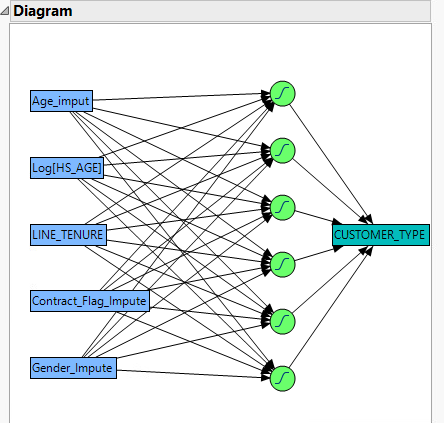 Diagram
Age_imput
Log[HS_AGE]
LINE_TENURE
CUSTOMER_TYPE
Contract_Flag_Impute
Gender_Impute